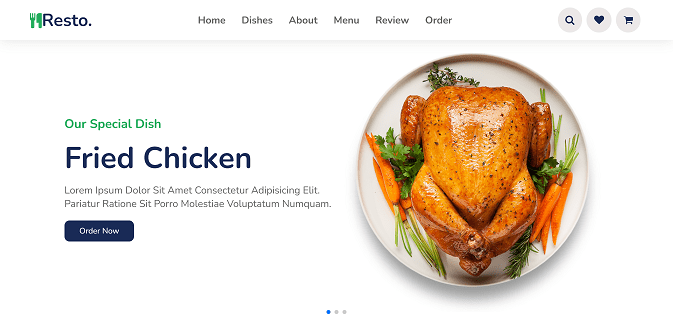 Resto.
Home Dishes About Menu Review Order
Our Special Dish
Fried Chicken
Lorem Ipsum Dolor Sit Amet Consectetur Adipisicing Elit.
Pariatur Ratione Sit Porro Molestiae Voluptatum Numquam.
Order Now